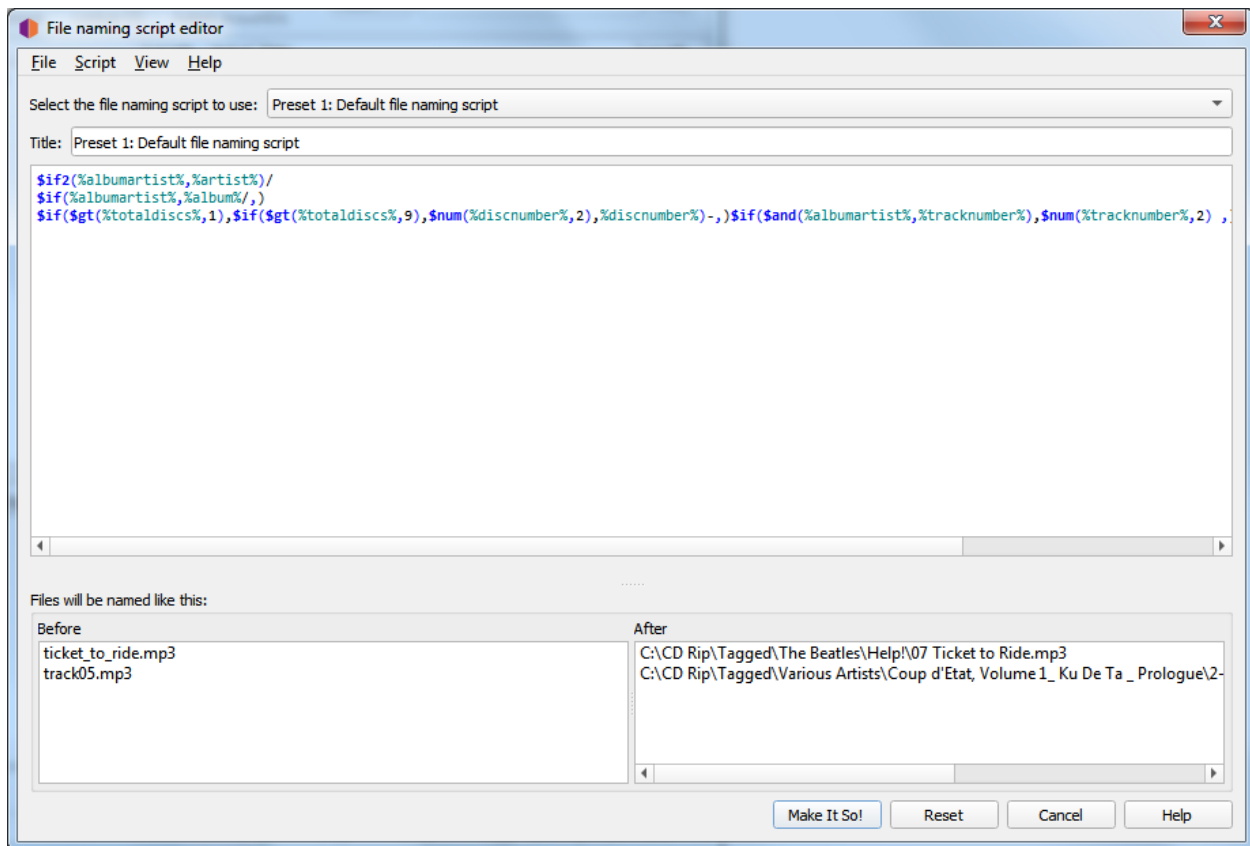 File naming script editor
File Script View Help
Select the file naming script to use: Preset 1: Default file naming script
Title: Preset 1: Default file naming script
$if2(%albumartist%,%artist%)/
$if(%albumartist%,%album%/,)
$if($gt(%totaldiscs%,1),$if($gt(%totaldiscs%,9),$num(%discnumber%,2),%discnumber%)-,)$if($and(%albumartist%,%tracknumber%),$num(%tracknumber%,2) ,)
Files will be named like this:
Before After
ticket_to_ride.mp3 C:\CD Rip\Tagged\The Beatles\Help!\07 Ticket to Ride.mp3
track05.mp3 C:\CD Rip\Tagged\Various Artists\Coup d'Etat, Volume 1_ Ku De Ta _ Prologue\2-
Make It So! Reset Cancel Help